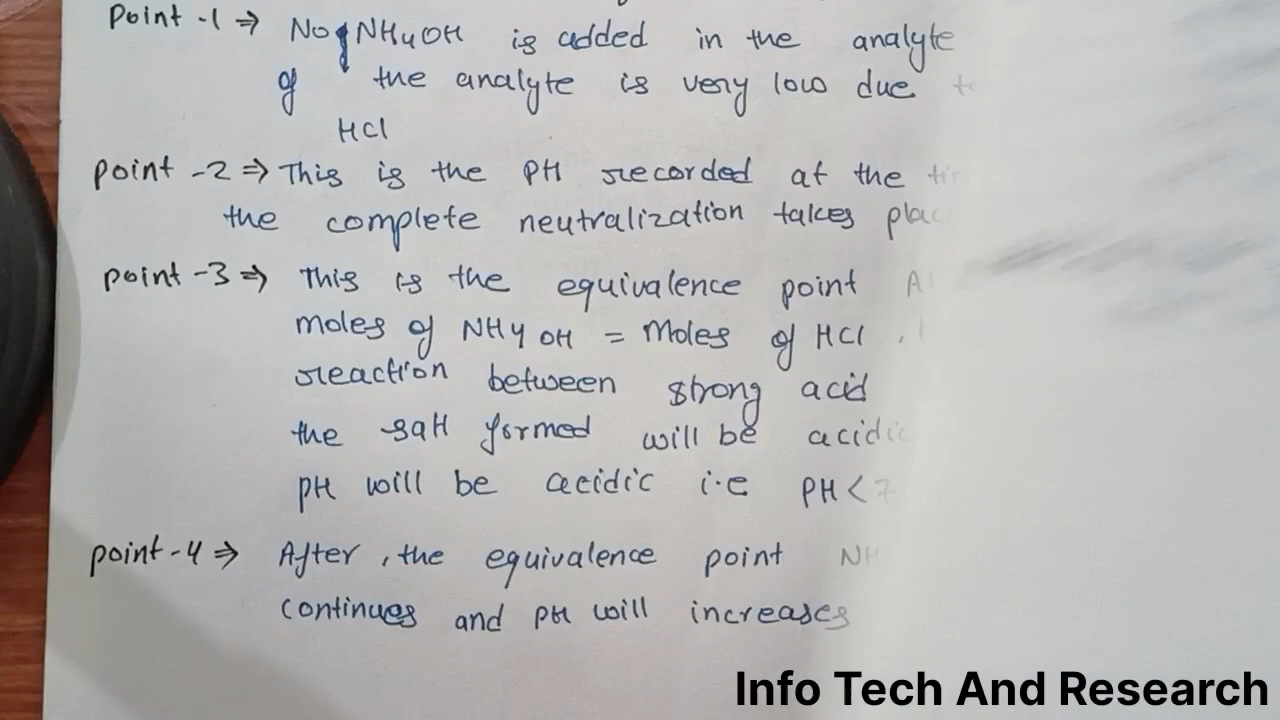 Point -1 ⇒ No NH4OH is added in the analyte
of the analyte is very low due
HCl
point -2 ⇒ This is the PH recorded at the
the complete neutralization takes
point -3 ⇒ This is the equivalence point
moles of NH4OH = Moles of HCl
reaction between strong acid
the salt formed will be acidic
pH will be acidic i.e PH<7
point -4 ⇒ After, the equivalence point
continues and pH will increases
Info Tech And Research